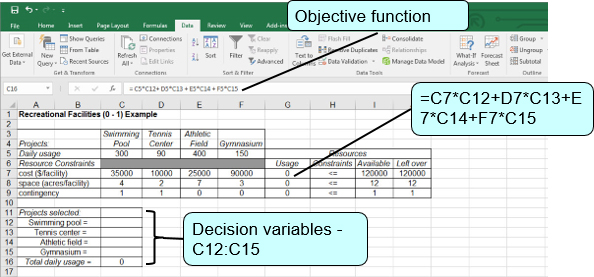 Objective function
File Home Insert Page Layout Formulas Data Review View Add-ins
Get External Data New Query Show Queries From Table Recent Sources Refresh All Connections Properties Edit Links Sort Filter Clear Reapply Advanced Text to Columns Flash Fill Remove Duplicates Data Validation Consolidate Relationships Manage Data Model What-If Analysis Forecast Sheet Group Ungroup Subtotal
Get & Transform Connections Sort & Filter Data Tools Forecast Outline
C16 = C5*C12+ D5*C13 + E5*C14 + F5*C15
A B C D E F G H I J
1 Recreational Facilities (0 - 1) Example
2
3 Swimming Tennis Athletic
4 Projects: Pool Center Field Gymnasium
5 Daily usage 300 90 400 150 Resources
6 Resource Constraints Usage Constraints Available Left over
7 cost ($/facility) 35000 10000 25000 90000 0 <= 120000 120000
8 space (acres/facility) 4 2 7 3 0 <= 12 12
9 contingency 1 1 0 0 0 <= 1 1
10
11 Projects selected:
12 Swimming pool =
13 Tennis center =
14 Athletic field =
15 Gymnasium =
16 Total daily usage = 0
=C7*C12+D7*C13+E
7*C14+F7*C15
Decision variables -
C12:C15